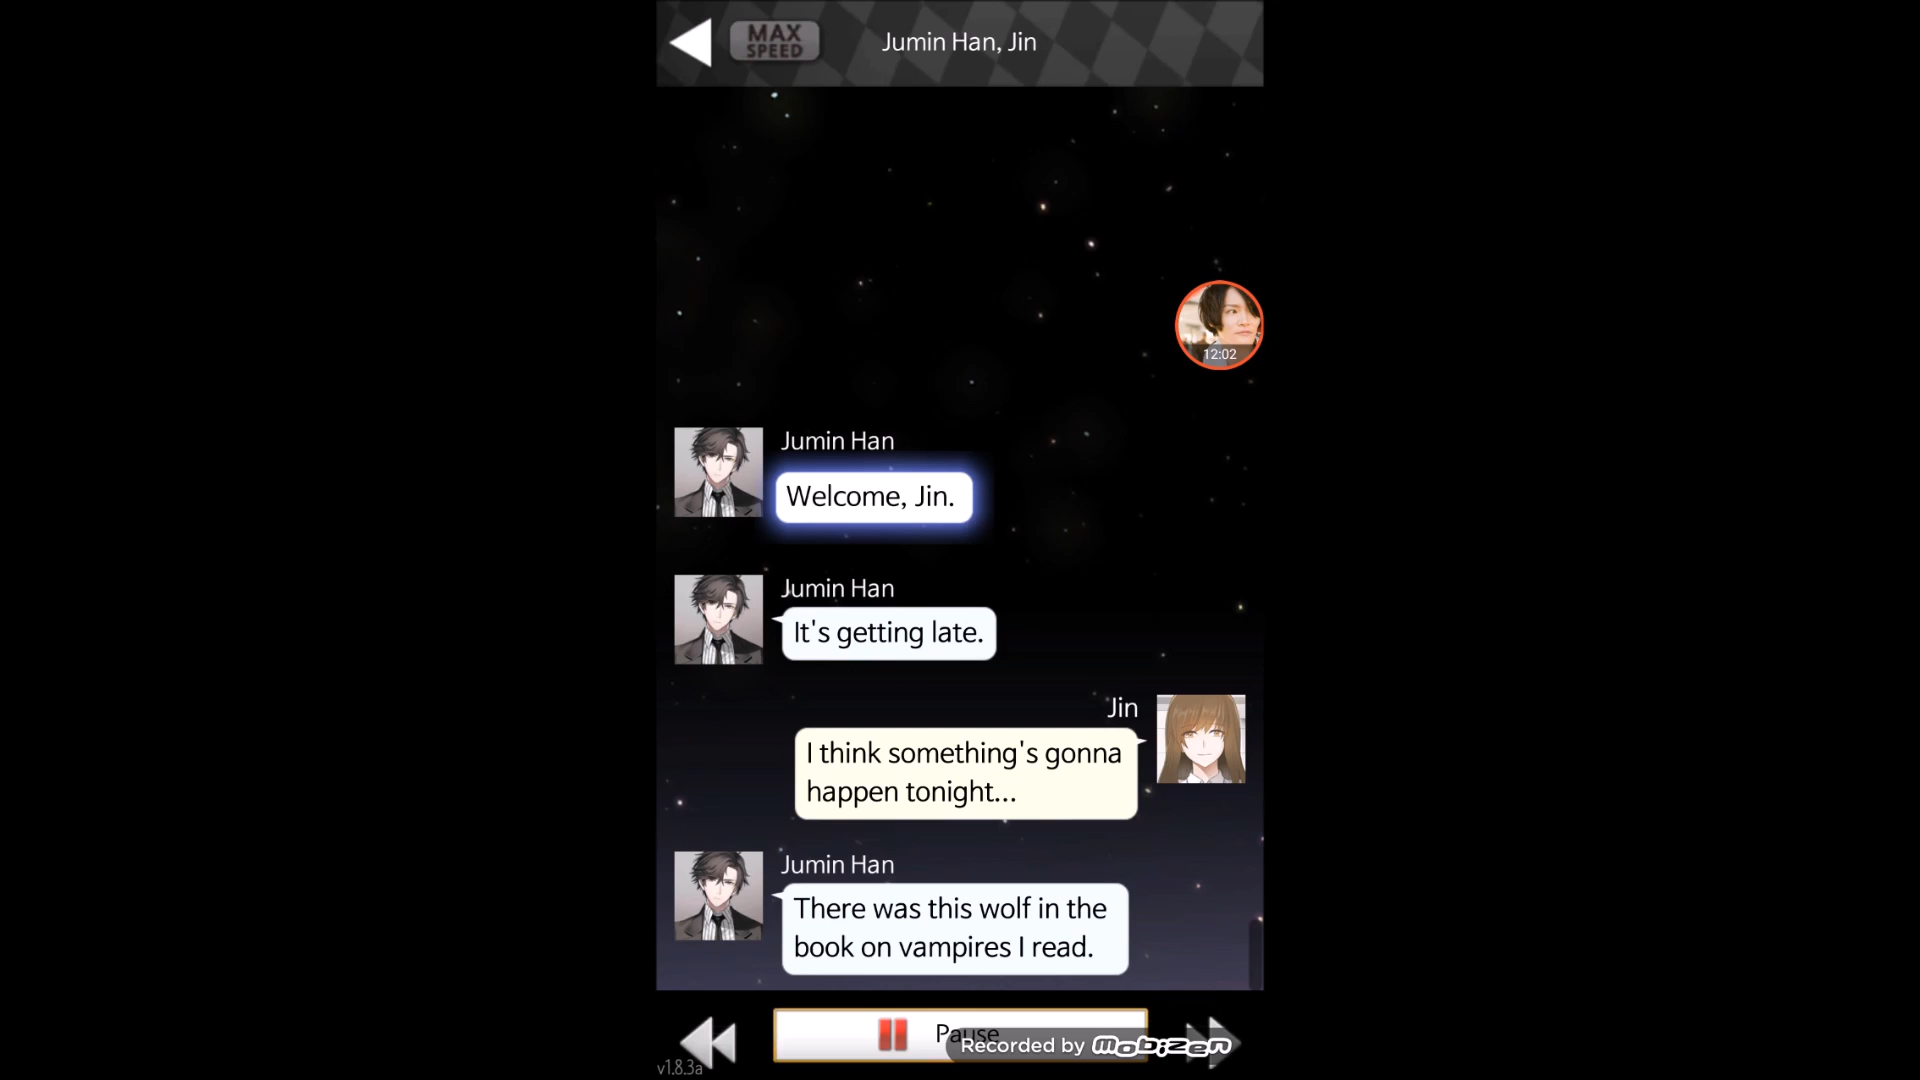 MAX
SPEED
Jumin Han, Jin
12:02
Jumin Han
Welcome, Jin.
Jumin Han
It's getting late.
Jin
I think something's gonna
happen tonight...
Jumin Han
There was this wolf in the
book on vampires I read.
Pause
Recorded by Mobizen
v1.8.3a